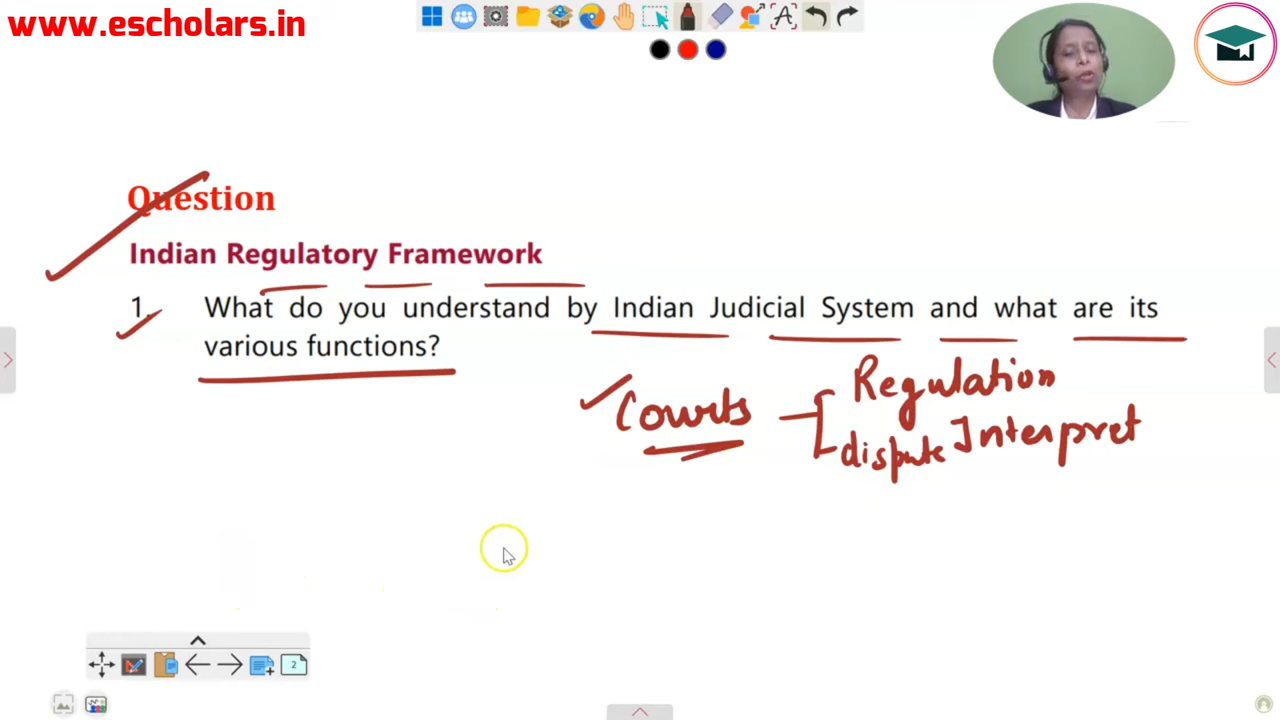 www.escholars.in
Question
Indian Regulatory Framework
1. What do you understand by Indian Judicial System and what are its
various functions?
Courts
Regulation
dispute Interpret
2